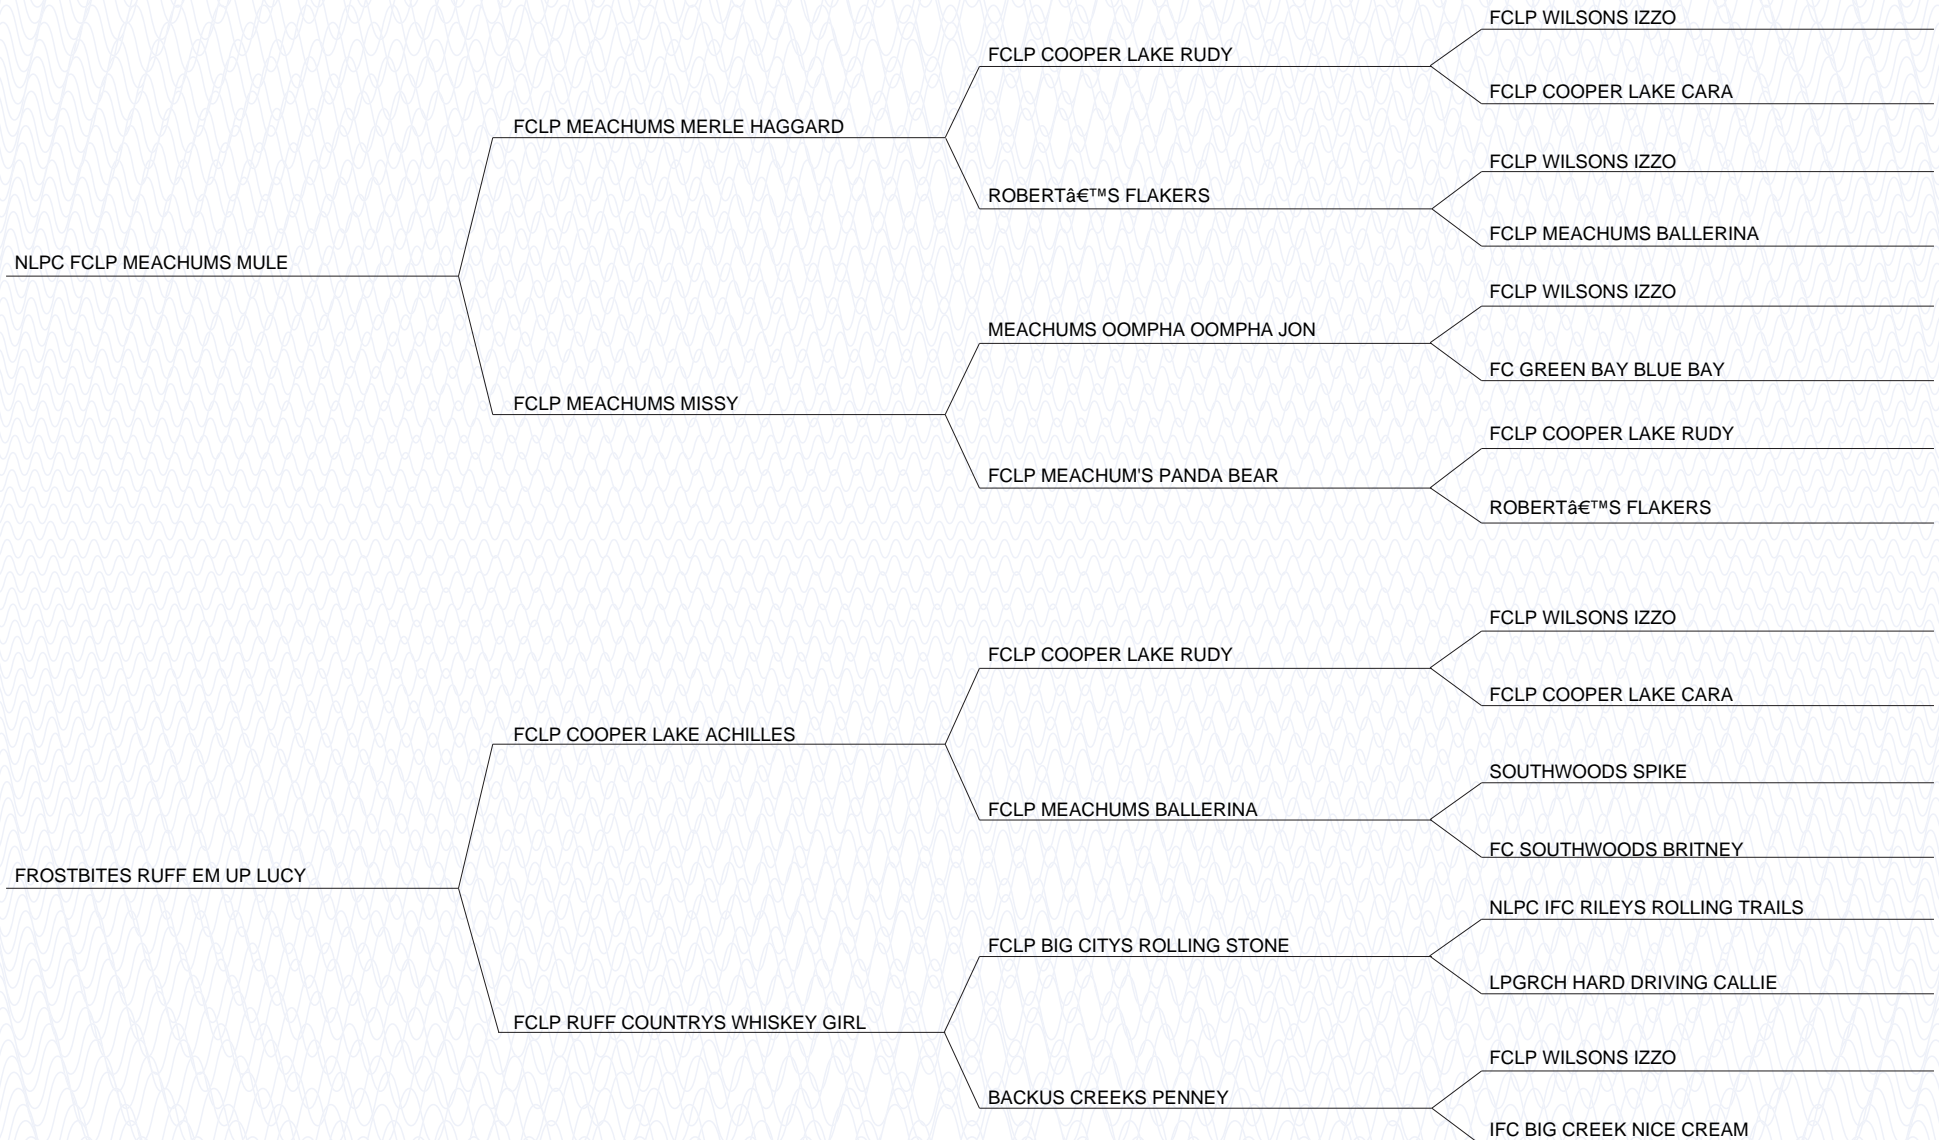 FCLP WILSONS IZZO
FCLP COOPER LAKE RUDY
FCLP COOPER LAKE CARA
FCLP MEACHUMS MERLE HAGGARD
FCLP WILSONS IZZO
ROBERTâ€™S FLAKERS
FCLP MEACHUMS BALLERINA
NLPC FCLP MEACHUMS MULE
FCLP WILSONS IZZO
MEACHUMS OOMPHA OOMPHA JON
FC GREEN BAY BLUE BAY
FCLP MEACHUMS MISSY
FCLP COOPER LAKE RUDY
FCLP MEACHUM'S PANDA BEAR
ROBERTâ€™S FLAKERS
FCLP WILSONS IZZO
FCLP COOPER LAKE RUDY
FCLP COOPER LAKE CARA
FCLP COOPER LAKE ACHILLES
SOUTHWOODS SPIKE
FCLP MEACHUMS BALLERINA
FC SOUTHWOODS BRITNEY
FROSTBITES RUFF EM UP LUCY
NLPC IFC RILEYS ROLLING TRAILS
FCLP BIG CITYS ROLLING STONE
LPGRCH HARD DRIVING CALLIE
FCLP RUFF COUNTRYS WHISKEY GIRL
FCLP WILSONS IZZO
BACKUS CREEKS PENNEY
IFC BIG CREEK NICE CREAM